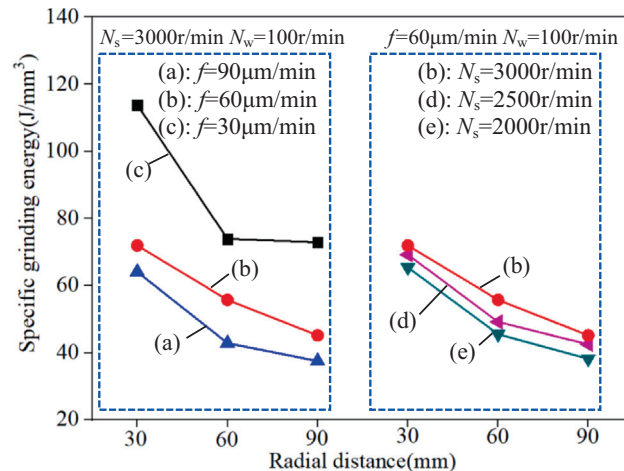 Nₛ=3000r/min N_w=100r/min
f=60μm/min N_w=100r/min
(a): f=90μm/min
(b): f=60μm/min
(c): f=30μm/min
(b): Nₛ=3000r/min
(d): Nₛ=2500r/min
(e): Nₛ=2000r/min
Specific grinding energy(J/mm³)
140
120
100
80
60
40
20
(c)
(b)
(a)
(b)
(d)
(e)
30 60 90 30 60 90
Radial distance(mm)